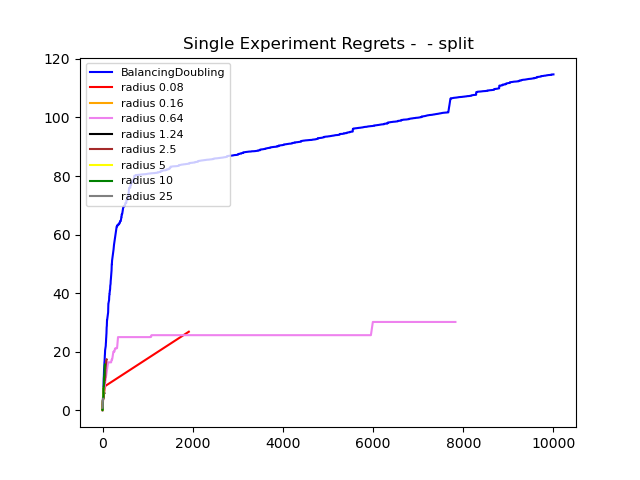 Single Experiment Regrets -  - split
120
100
80
60
40
20
0
BalancingDoubling
radius 0.08
radius 0.16
radius 0.64
radius 1.24
radius 2.5
radius 5
radius 10
radius 25
0 2000 4000 6000 8000 10000